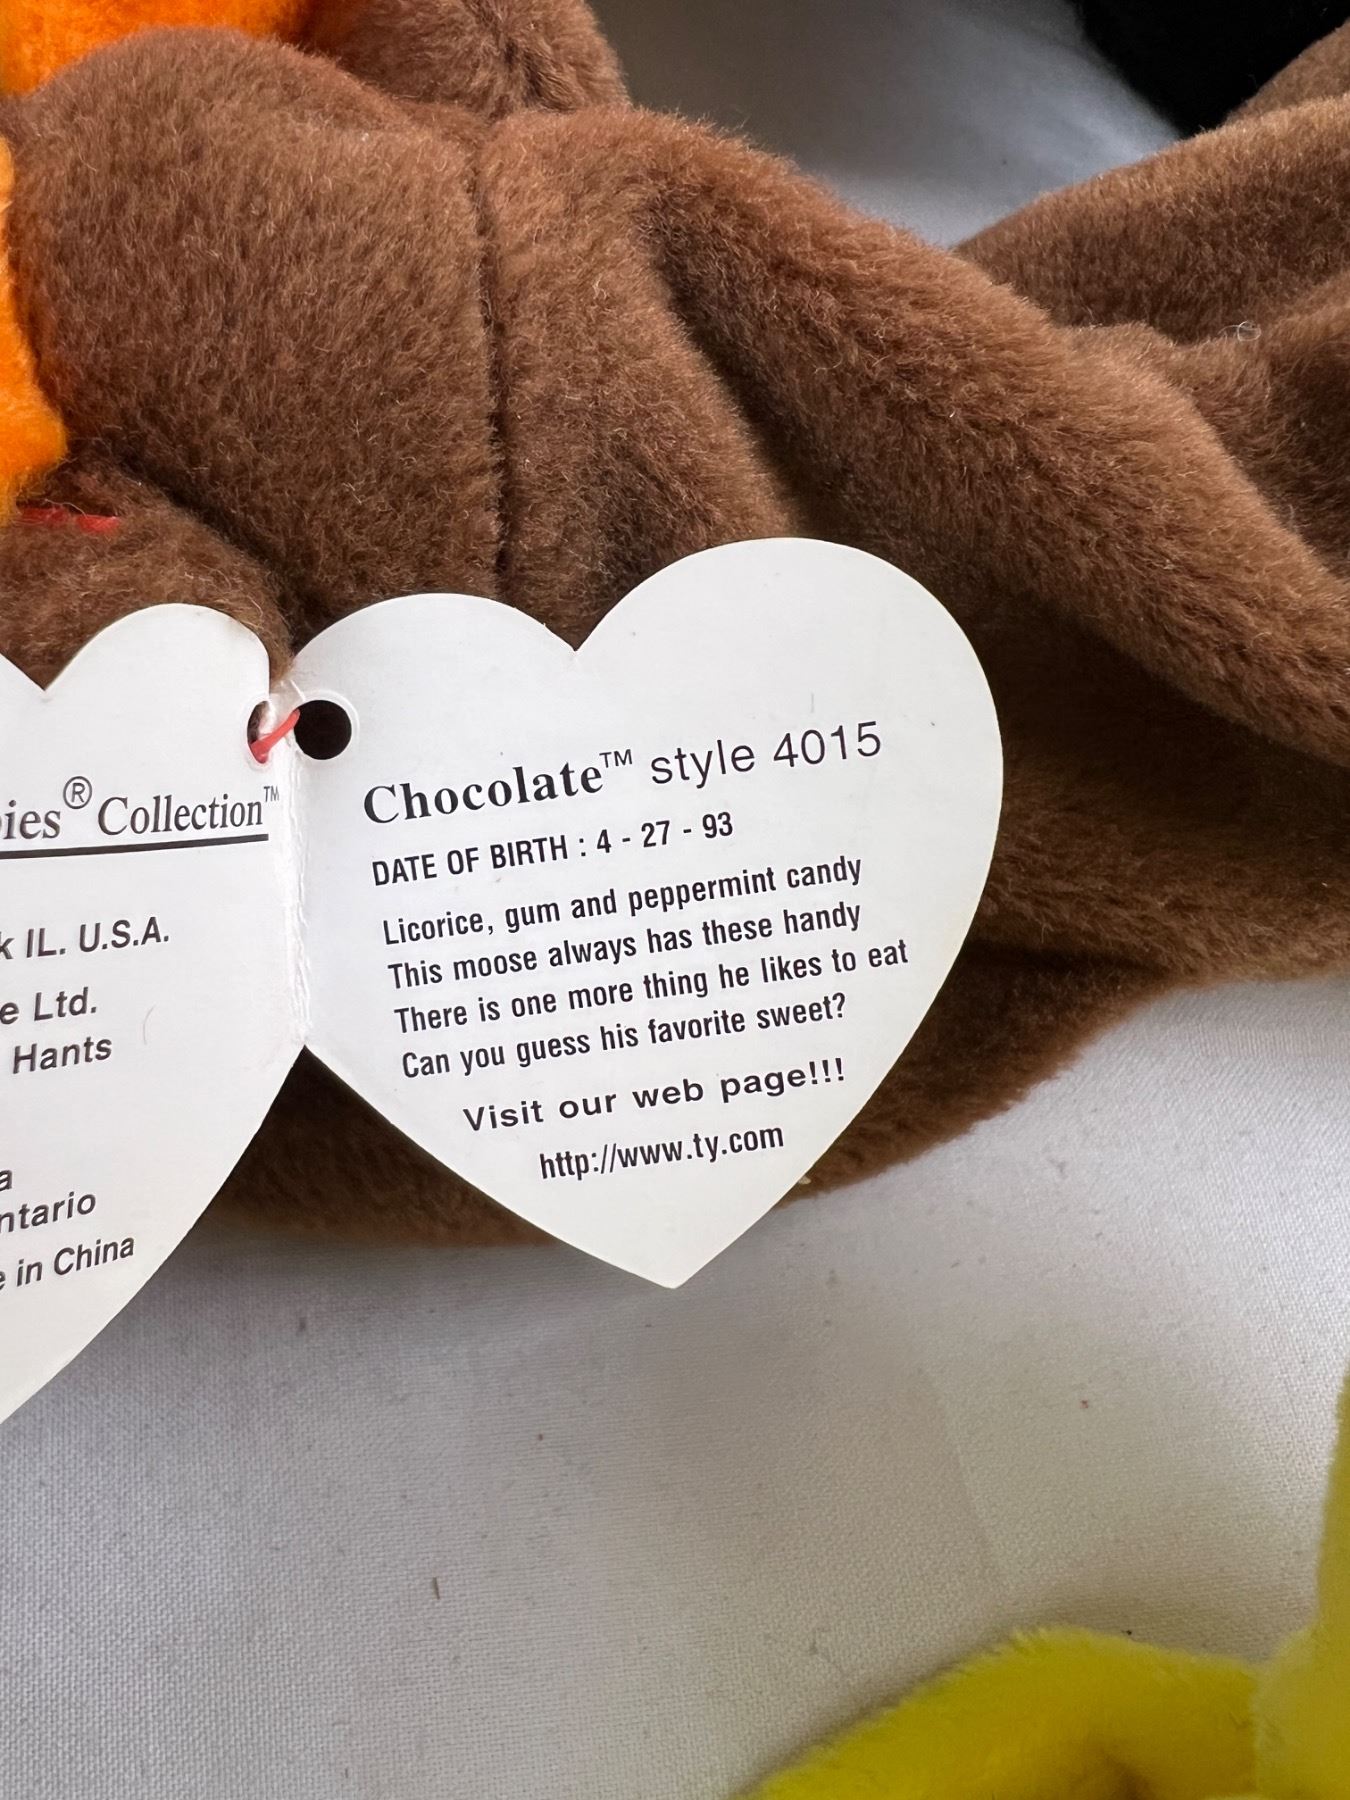 ies® Collection™
IL. U.S.A.
Ltd.
Hants
ntario
in China
Chocolate™ style 4015
DATE OF BIRTH : 4 - 27 - 93
Licorice, gum and peppermint candy
This moose always has these handy
There is one more thing he likes to eat
Can you guess his favorite sweet?
Visit our web page!!!
http://www.ty.com